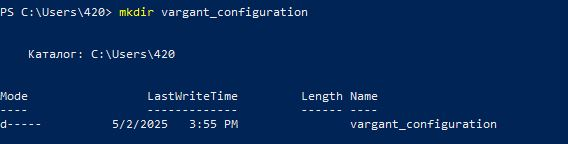 PS C:\Users\420> mkdir vargant_configuration
Каталог: C:\Users\420
Mode LastWriteTime Length Name
---- ------------- ------ ----
d----- 5/2/2025 3:55 PM vargant_configuration